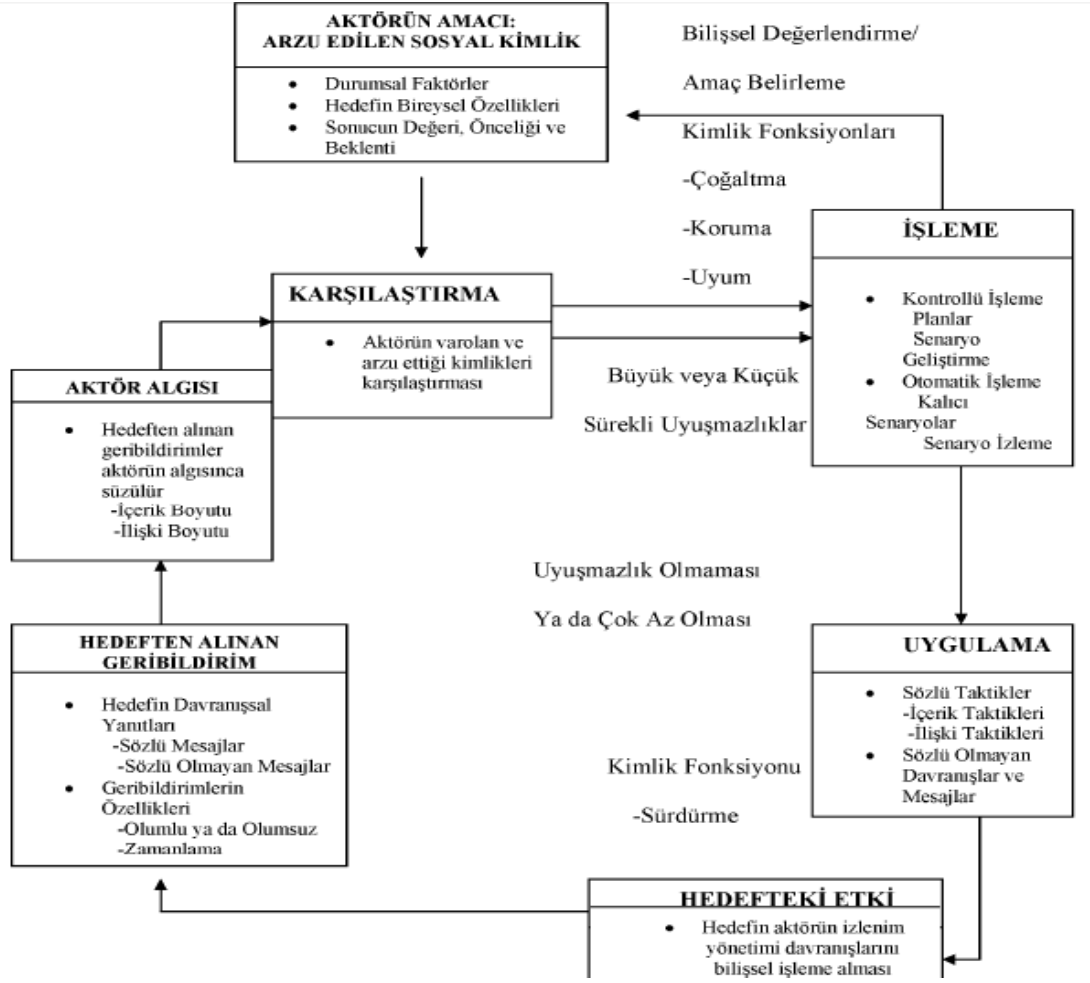 AKTÖRÜN AMACI:
ARZU EDİLEN SOSYAL KİMLİK
• Durumsal Faktörler
• Hedefin Bireysel Özellikleri
• Sonucun Değeri, Önceliği ve
Beklenti
Bilişsel Değerlendirme/
Amaç Belirleme
Kimlik Fonksiyonları
-Çoğaltma
-Koruma
-Uyum
İŞLEME
• Kontrollü İşleme
Planlar
Senaryo
Geliştirme
• Otomatik İşleme
Kalıcı
Senaryolar
Senaryo İzleme
KARŞILAŞTIRMA
• Aktörün varolan ve
arzu ettiği kimlikleri
karşılaştırması
Büyük veya Küçük
Sürekli Uyuşmazlıklar
AKTÖR ALGISI
• Hedeften alınan
geribildirimler
aktörün algısınca
süzülür
-İçerik Boyutu
-İlişki Boyutu
Uyuşmazlık Olmaması
Ya da Çok Az Olması
HEDEFTEN ALINAN
GERİBİLDİRİM
• Hedefin Davranışsal
Yanıtları
-Sözlü Mesajlar
-Sözlü Olmayan Mesajlar
• Geribildirimlerin
Özellikleri
-Olumlu ya da Olumsuz
-Zamanlama
UYGULAMA
• Sözlü Taktikler
-İçerik Taktikleri
-İlişki Taktikleri
• Sözlü Olmayan
Davranışlar ve
Mesajlar
Kimlik Fonksiyonu
-Sürdürme
HEDEFTEKİ ETKİ
• Hedefin aktörün izlenim
yönetimi davranışlarını
bilişsel işleme alması